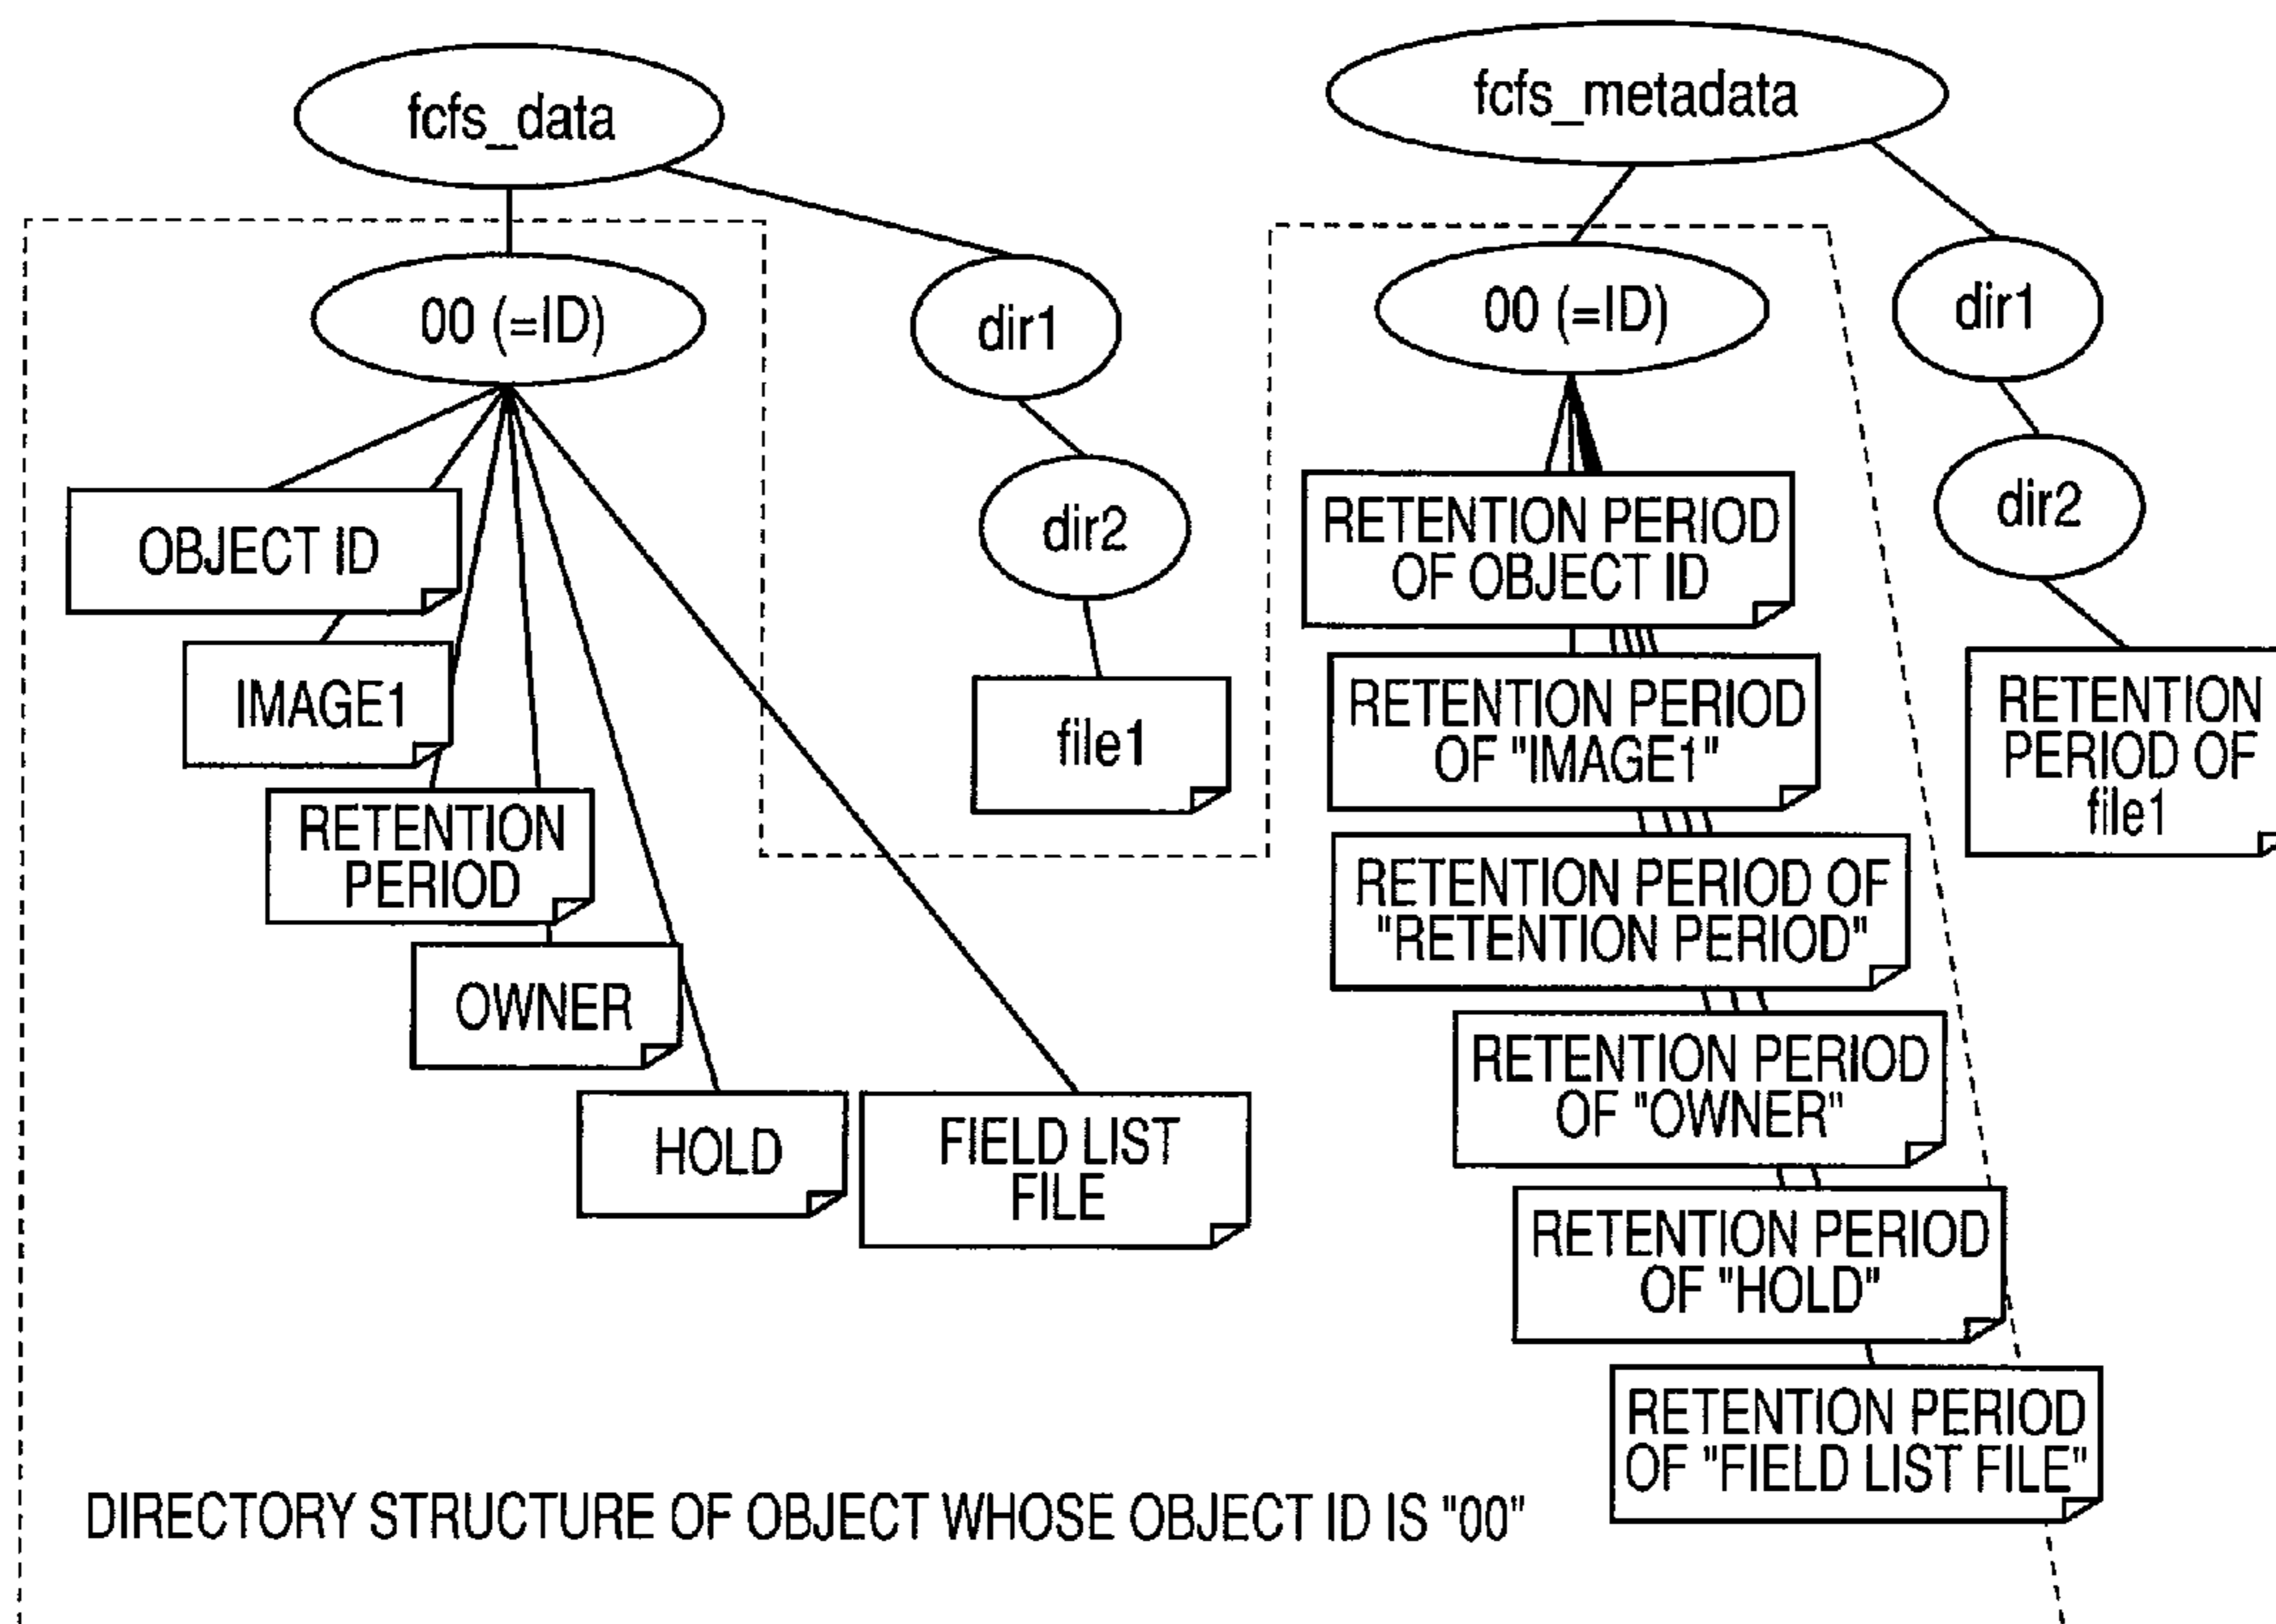 fcfs_data
fcfs_metadata
00 (=ID)
dir1
00 (=ID)
dir1
dir2
dir2
OBJECT ID
IMAGE1
RETENTION
PERIOD
OWNER
HOLD
FIELD LIST
FILE
file1
RETENTION PERIOD
OF OBJECT ID
RETENTION PERIOD
OF "IMAGE1"
RETENTION PERIOD OF
"RETENTION PERIOD"
RETENTION PERIOD
OF "OWNER"
RETENTION PERIOD
OF "HOLD"
RETENTION PERIOD
OF "FIELD LIST FILE"
RETENTION
PERIOD OF
file1
DIRECTORY STRUCTURE OF OBJECT WHOSE OBJECT ID IS "00"